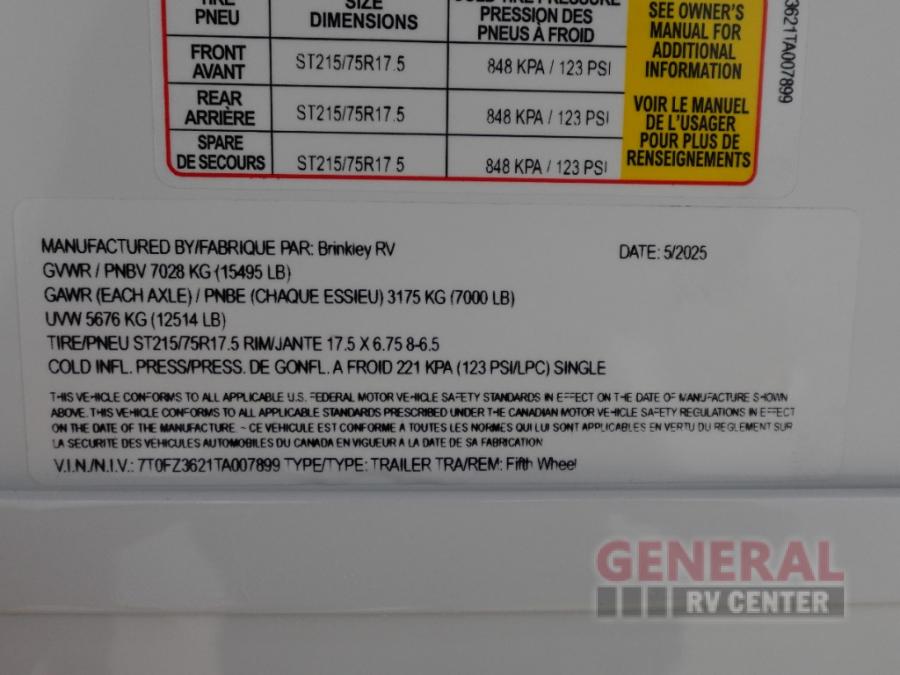 TIRE
PNEU
SIZE
DIMENSIONS
COLD TIRE PRESSURE
PRESSION DES
PNEUS À FROID
SEE OWNER'S
MANUAL FOR
ADDITIONAL
INFORMATION
VOIR LE MANUEL
DE L'USAGER
POUR PLUS DE
RENSEIGNEMENTS
FRONT
AVANT
ST215/75R17.5
848 KPA / 123 PSI
REAR
ARRIÈRE
ST215/75R17.5
848 KPA / 123 PSI
SPARE
DE SECOURS
ST215/75R17.5
848 KPA / 123 PSI
3621TA007899
MANUFACTURED BY/FABRIQUE PAR: Brinkley RV
DATE: 5/2025
GVWR / PNBV 7028 KG (15495 LB)
GAWR (EACH AXLE) / PNBE (CHAQUE ESSIEU) 3175 KG (7000 LB)
UVW 5676 KG (12514 LB)
TIRE/PNEU ST215/75R17.5 RIM/JANTE 17.5 X 6.75 8-6.5
COLD INFL. PRESS/PRESS. DE GONFL. A FROID 221 KPA (123 PSI/LPC) SINGLE
THIS VEHICLE CONFORMS TO ALL APPLICABLE U.S. FEDERAL MOTOR VEHICLE SAFETY STANDARDS IN EFFECT ON THE DATE OF MANUFACTURE SHOWN
ABOVE. THIS VEHICLE CONFORMS TO ALL APPLICABLE STANDARDS PRESCRIBED UNDER THE CANADIAN MOTOR VEHICLE SAFETY REGULATIONS IN EFFECT
ON THE DATE OF THE MANUFACTURE - CE VEHICULE EST CONFORME A TOUTES LES NORMES QUI LUI SONT APPLICABLES EN VERTU DU REGLEMENT SUR
LA SECURITE DES VEHICULES AUTOMOBILES DU CANADA EN VIGUEUR A LA DATE DE SA FABRICATION
V.I.N./N.I.V.: 7T0FZ3621TA007899 TYPE/TYPE: TRAILER TRA/REM: Fifth Wheel
GENERAL
RV CENTER